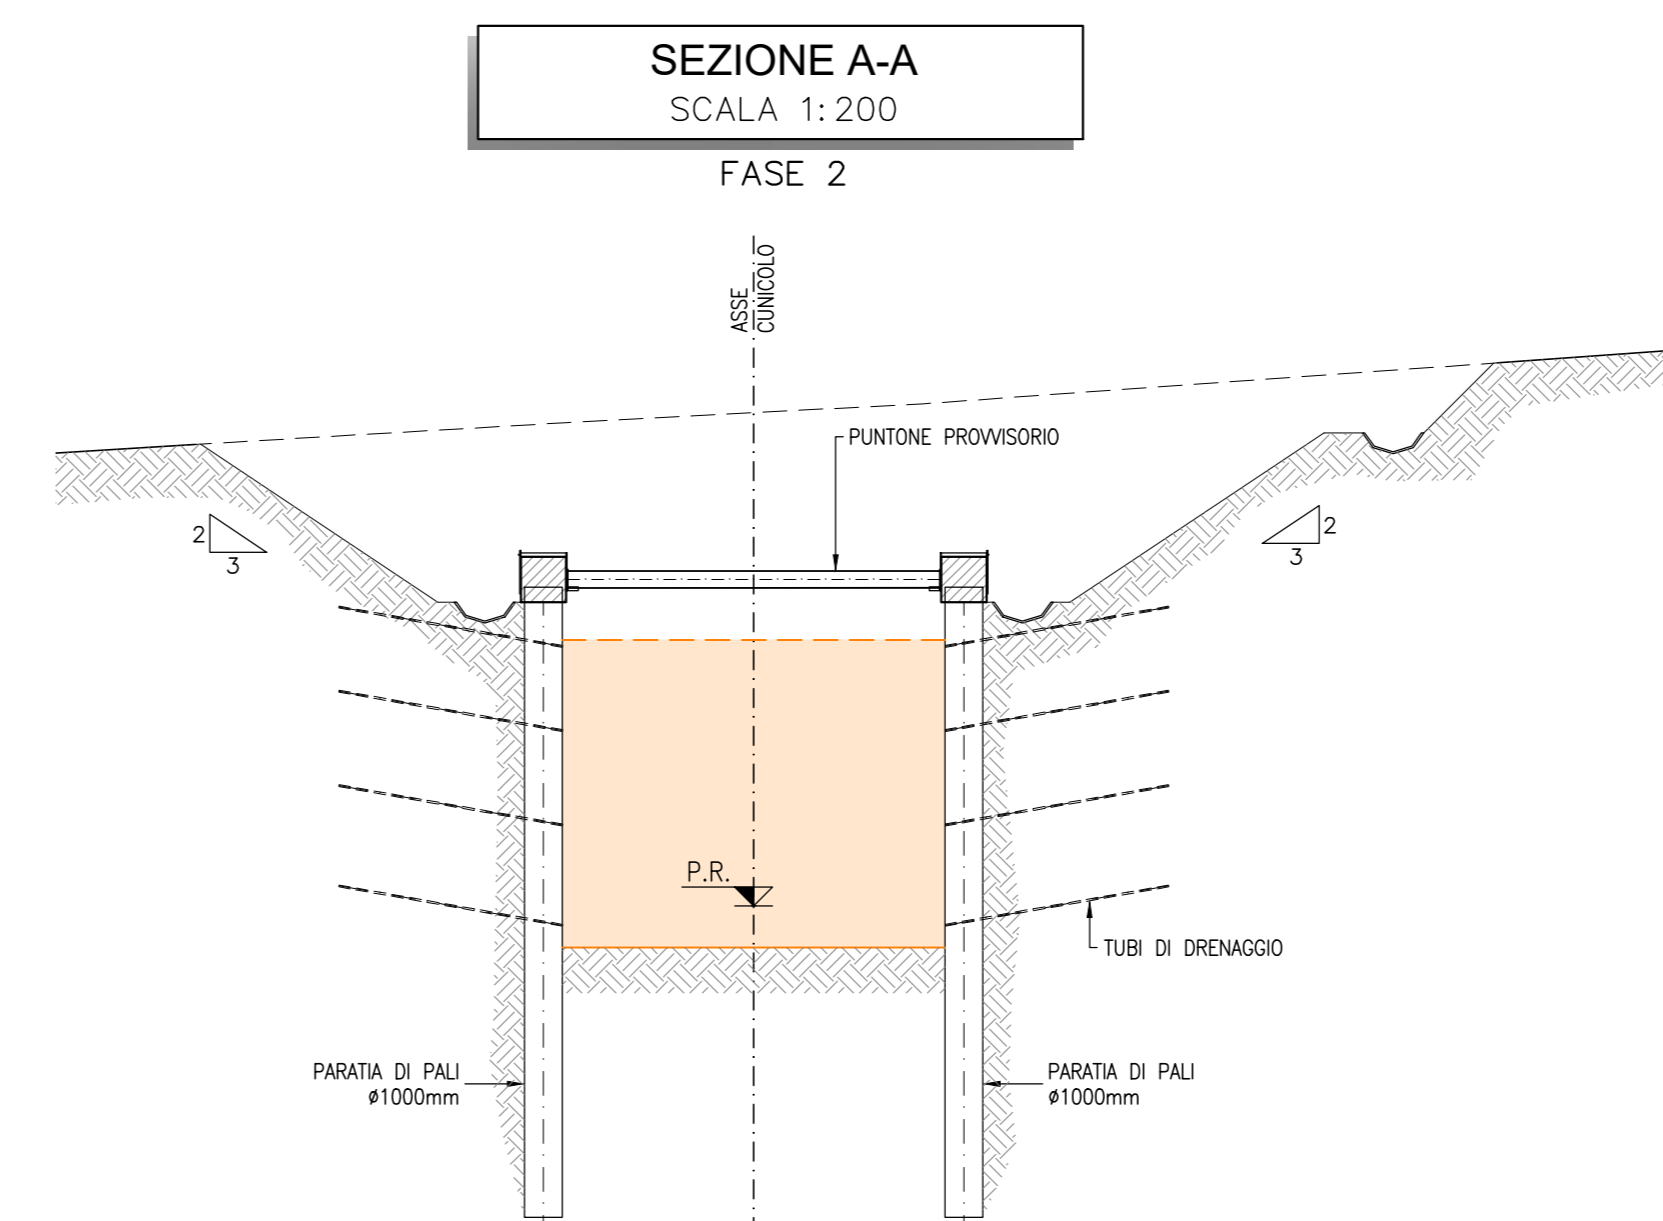 SEZIONE A-A
SCALA 1:200
FASE 2
ASSE
CUNICOLO
PUNTONE PROVVISORIO
2
3
2
3
P.R.
TUBI DI DRENAGGIO
PARATIA DI PALI
ø1000mm
PARATIA DI PALI
ø1000mm